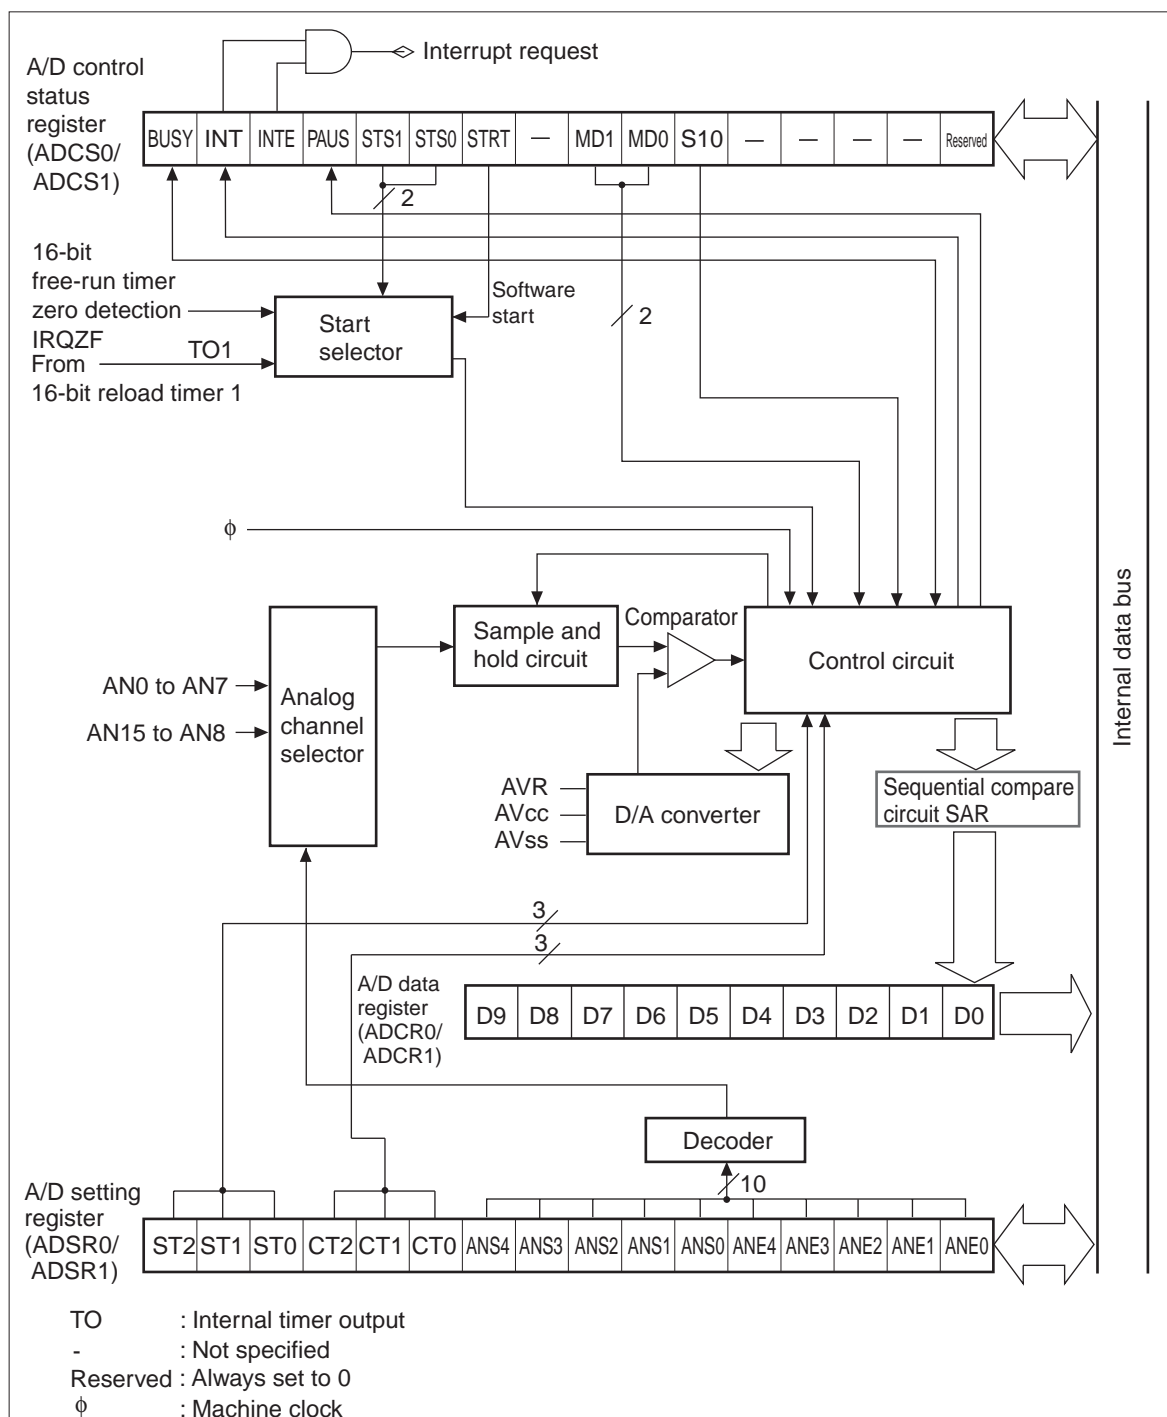 Interrupt request
A/D control
status
register
(ADCS0/
ADCS1)
BUSY INT INTE PAUS STS1 STS0 STRT — MD1 MD0 S10 — — — — Reserved
2
16-bit
free-run timer
zero detection
IRQZF
From
16-bit reload timer 1
TO1
Start
selector
Software
start
2
ϕ
Internal data bus
Sample and
hold circuit
Comparator
Control circuit
AN0 to AN7
AN15 to AN8
Analog
channel
selector
AVR
AVcc
AVss
D/A converter
Sequential compare
circuit SAR
3
3
A/D data
register
(ADCR0/
ADCR1)
D9 D8 D7 D6 D5 D4 D3 D2 D1 D0
Decoder
10
A/D setting
register
(ADSR0/
ADSR1)
ST2 ST1 ST0 CT2 CT1 CT0 ANS4 ANS3 ANS2 ANS1 ANS0 ANE4 ANE3 ANE2 ANE1 ANE0
TO : Internal timer output
- : Not specified
Reserved : Always set to 0
ϕ : Machine clock